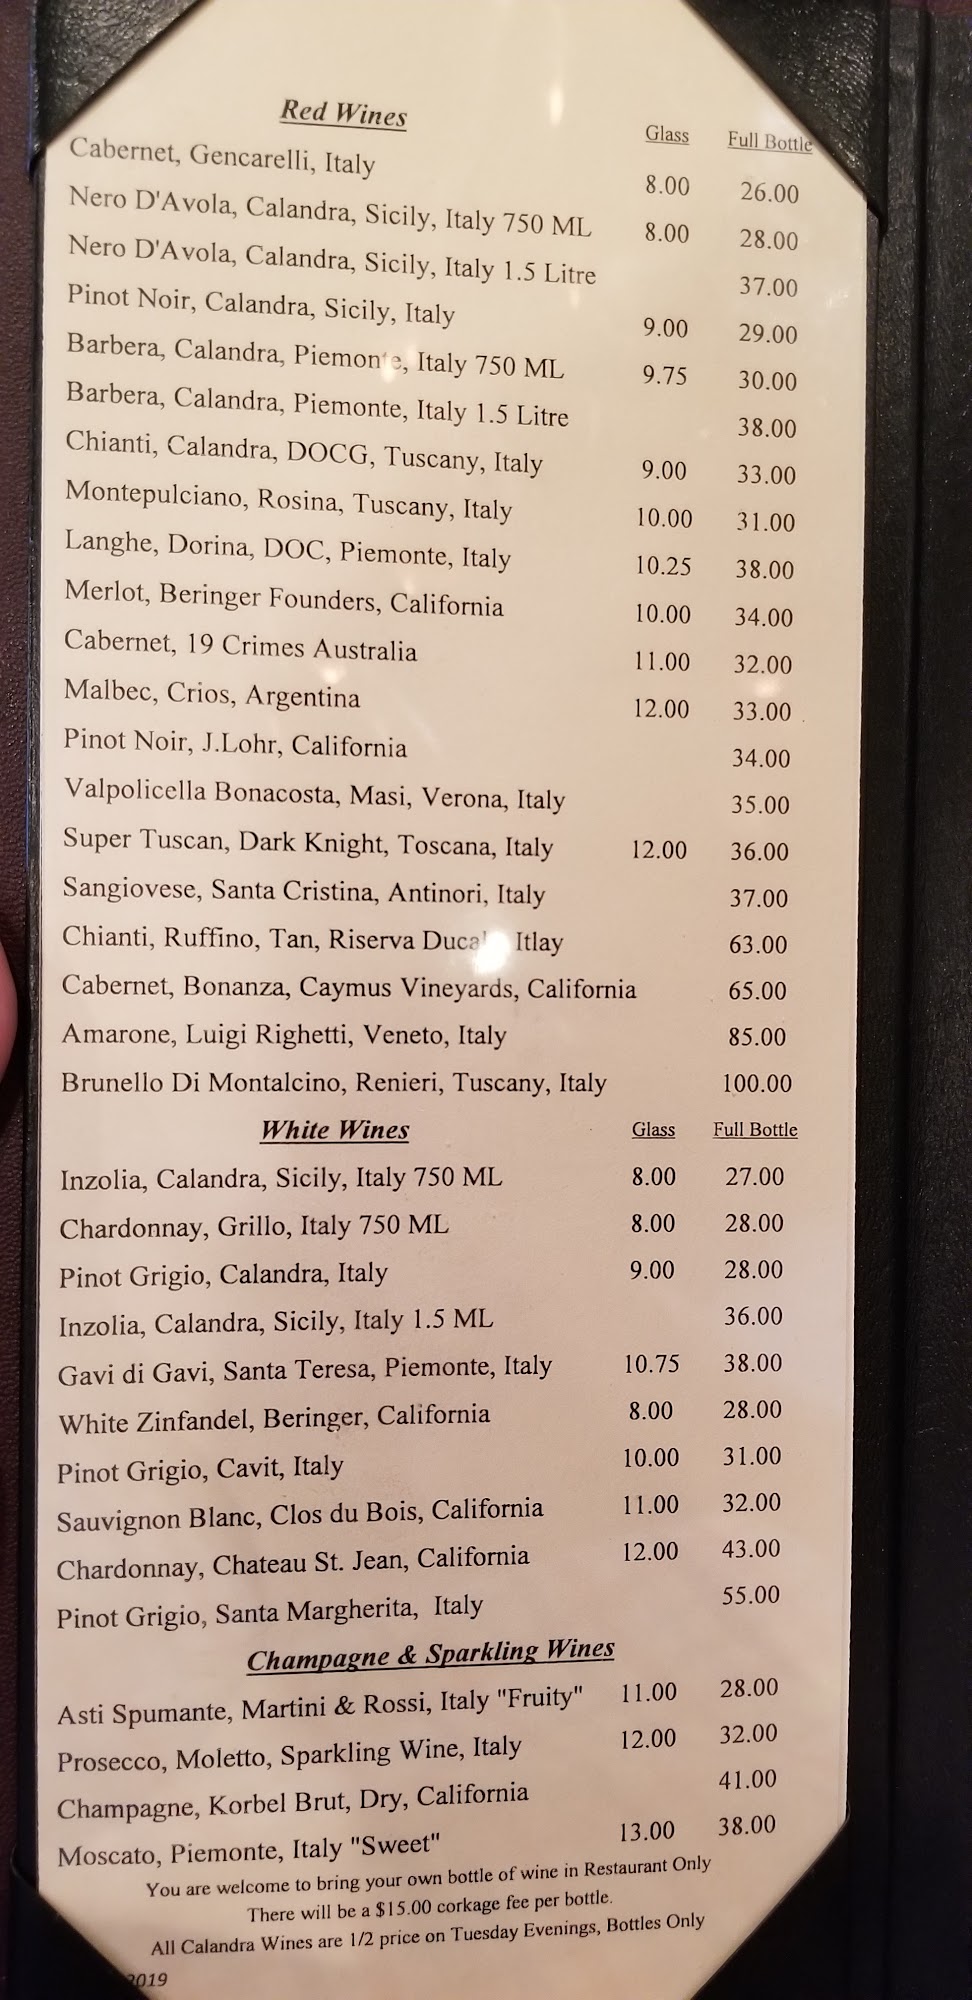 Red Wines Glass Full Bottle
Cabernet, Gencarelli, Italy 8.00 26.00
Nero D'Avola, Calandra, Sicily, Italy 750 ML 8.00 28.00
Nero D'Avola, Calandra, Sicily, Italy 1.5 Litre 37.00
Pinot Noir, Calandra, Sicily, Italy 9.00 29.00
Barbera, Calandra, Piemonte, Italy 750 ML 9.75 30.00
Barbera, Calandra, Piemonte, Italy 1.5 Litre 38.00
Chianti, Calandra, DOCG, Tuscany, Italy 9.00 33.00
Montepulciano, Rosina, Tuscany, Italy 10.00 31.00
Langhe, Dorina, DOC, Piemonte, Italy 10.25 38.00
Merlot, Beringer Founders, California 10.00 34.00
Cabernet, 19 Crimes Australia 11.00 32.00
Malbec, Crios, Argentina 12.00 33.00
Pinot Noir, J.Lohr, California 34.00
Valpolicella Bonacosta, Masi, Verona, Italy 35.00
Super Tuscan, Dark Knight, Toscana, Italy 12.00 36.00
Sangiovese, Santa Cristina, Antinori, Italy 37.00
Chianti, Ruffino, Tan, Riserva Itlay 63.00
Cabernet, Bonanza, Caymus Vineyards, California 65.00
Amarone, Luigi Righetti, Veneto, Italy 85.00
Brunello Di Montalcino, Renieri, Tuscany, Italy 100.00
White Wines Glass Full Bottle
Inzolia, Calandra, Sicily, Italy 750 ML 8.00 27.00
Chardonnay, Grillo, Italy 750 ML 8.00 28.00
Pinot Grigio, Calandra, Italy 9.00 28.00
Inzolia, Calandra, Sicily, Italy 1.5 ML 36.00
Gavi di Gavi, Santa Teresa, Piemonte, Italy 10.75 38.00
White Zinfandel, Beringer, California 8.00 28.00
Pinot Grigio, Cavit, Italy 10.00 31.00
Sauvignon Blanc, Clos du Bois, California 11.00 32.00
Chardonnay, Chateau St. Jean, California 12.00 43.00
Pinot Grigio, Santa Margherita, Italy 55.00
Champagne & Sparkling Wines
Asti Spumante, Martini & Rossi, Italy "Fruity" 11.00 28.00
Prosecco, Moletto, Sparkling Wine, Italy 12.00 32.00
Champagne, Korbel Brut, Dry, California 41.00
Moscato, Piemonte, Italy "Sweet" 13.00 38.00
You are welcome to bring your own bottle of wine in Restaurant Only
There will be a $15.00 corkage fee per bottle.
All Calandra Wines are 1/2 price on Tuesday Evenings, Bottles Only
2019